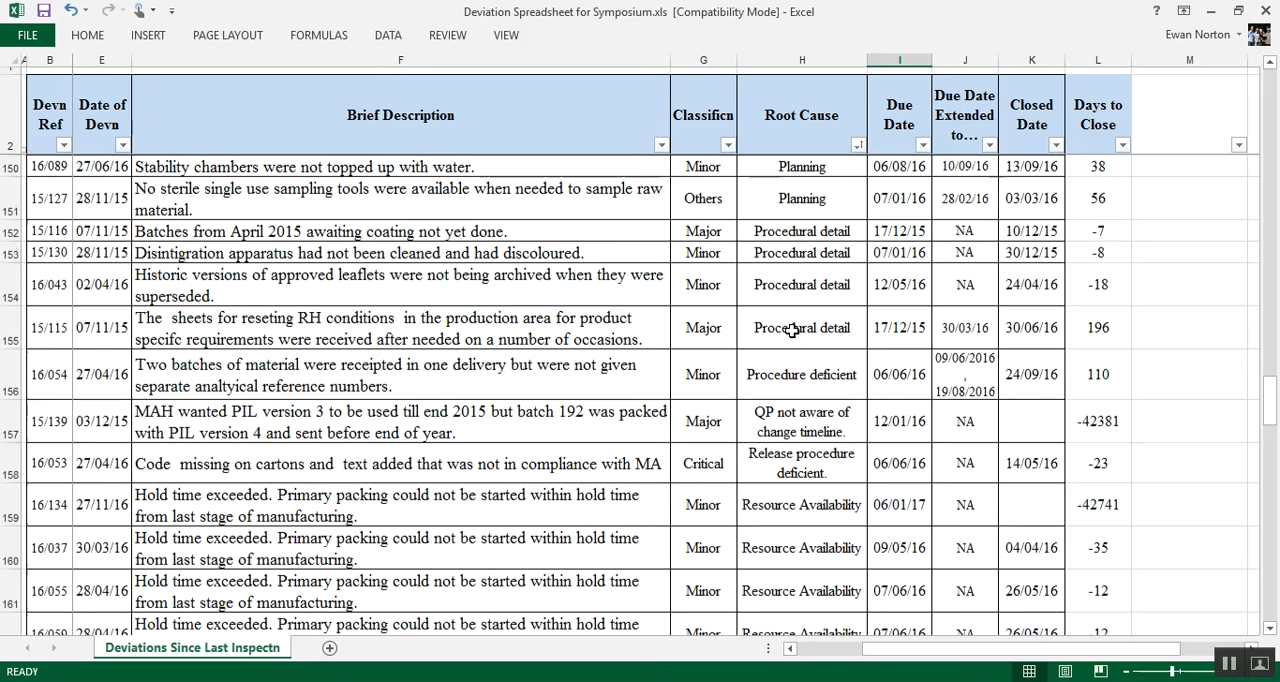 Deviation Spreadsheet for Symposium.xls [Compatibility Mode] - Excel
?
FILE HOME INSERT PAGE LAYOUT FORMULAS DATA REVIEW VIEW Ewan Norton
A B E F G H I J K L M
2 Devn Ref Date of Devn Brief Description Classificn Root Cause Due Date Due Date Extended to... Closed Date Days to Close
150 16/089 27/06/16 Stability chambers were not topped up with water. Minor Planning 06/08/16 10/09/16 13/09/16 38
151 15/127 28/11/15 No sterile single use sampling tools were available when needed to sample raw
material. Others Planning 07/01/16 28/02/16 03/03/16 56
152 15/116 07/11/15 Batches from April 2015 awaiting coating not yet done. Major Procedural detail 17/12/15 NA 10/12/15 -7
153 15/130 28/11/15 Disintigration apparatus had not been cleaned and had discoloured. Minor Procedural detail 07/01/16 NA 30/12/15 -8
154 16/043 02/04/16 Historic versions of approved leaflets were not being archived when they were
superseded. Minor Procedural detail 12/05/16 NA 24/04/16 -18
155 15/115 07/11/15 The sheets for reseting RH conditions in the production area for product
specifc requirements were received after needed on a number of occasions. Major Procedural detail 17/12/15 30/03/16 30/06/16 196
156 16/054 27/04/16 Two batches of material were receipted in one delivery but were not given
separate analtyical reference numbers. Minor Procedure deficient 06/06/16 09/06/2016
,
19/08/2016 24/09/16 110
157 15/139 03/12/15 MAH wanted PIL version 3 to be used till end 2015 but batch 192 was packed
with PIL version 4 and sent before end of year. Major QP not aware of
change timeline. 12/01/16 NA -42381
158 16/053 27/04/16 Code missing on cartons and text added that was not in compliance with MA Critical Release procedure
deficient. 06/06/16 NA 14/05/16 -23
159 16/134 27/11/16 Hold time exceeded. Primary packing could not be started within hold time
from last stage of manufacturing. Minor Resource Availability 06/01/17 NA -42741
160 16/037 30/03/16 Hold time exceeded. Primary packing could not be started within hold time
from last stage of manufacturing. Minor Resource Availability 09/05/16 NA 04/04/16 -35
161 16/055 28/04/16 Hold time exceeded. Primary packing could not be started within hold time
from last stage of manufacturing. Minor Resource Availability 07/06/16 NA 26/05/16 -12
16/059 28/04/16 Hold time exceeded. Primary packing could not be started within hold time Minor Resource Availability 07/06/16 NA 26/05/16 -12
Deviations Since Last Inspectn
READY